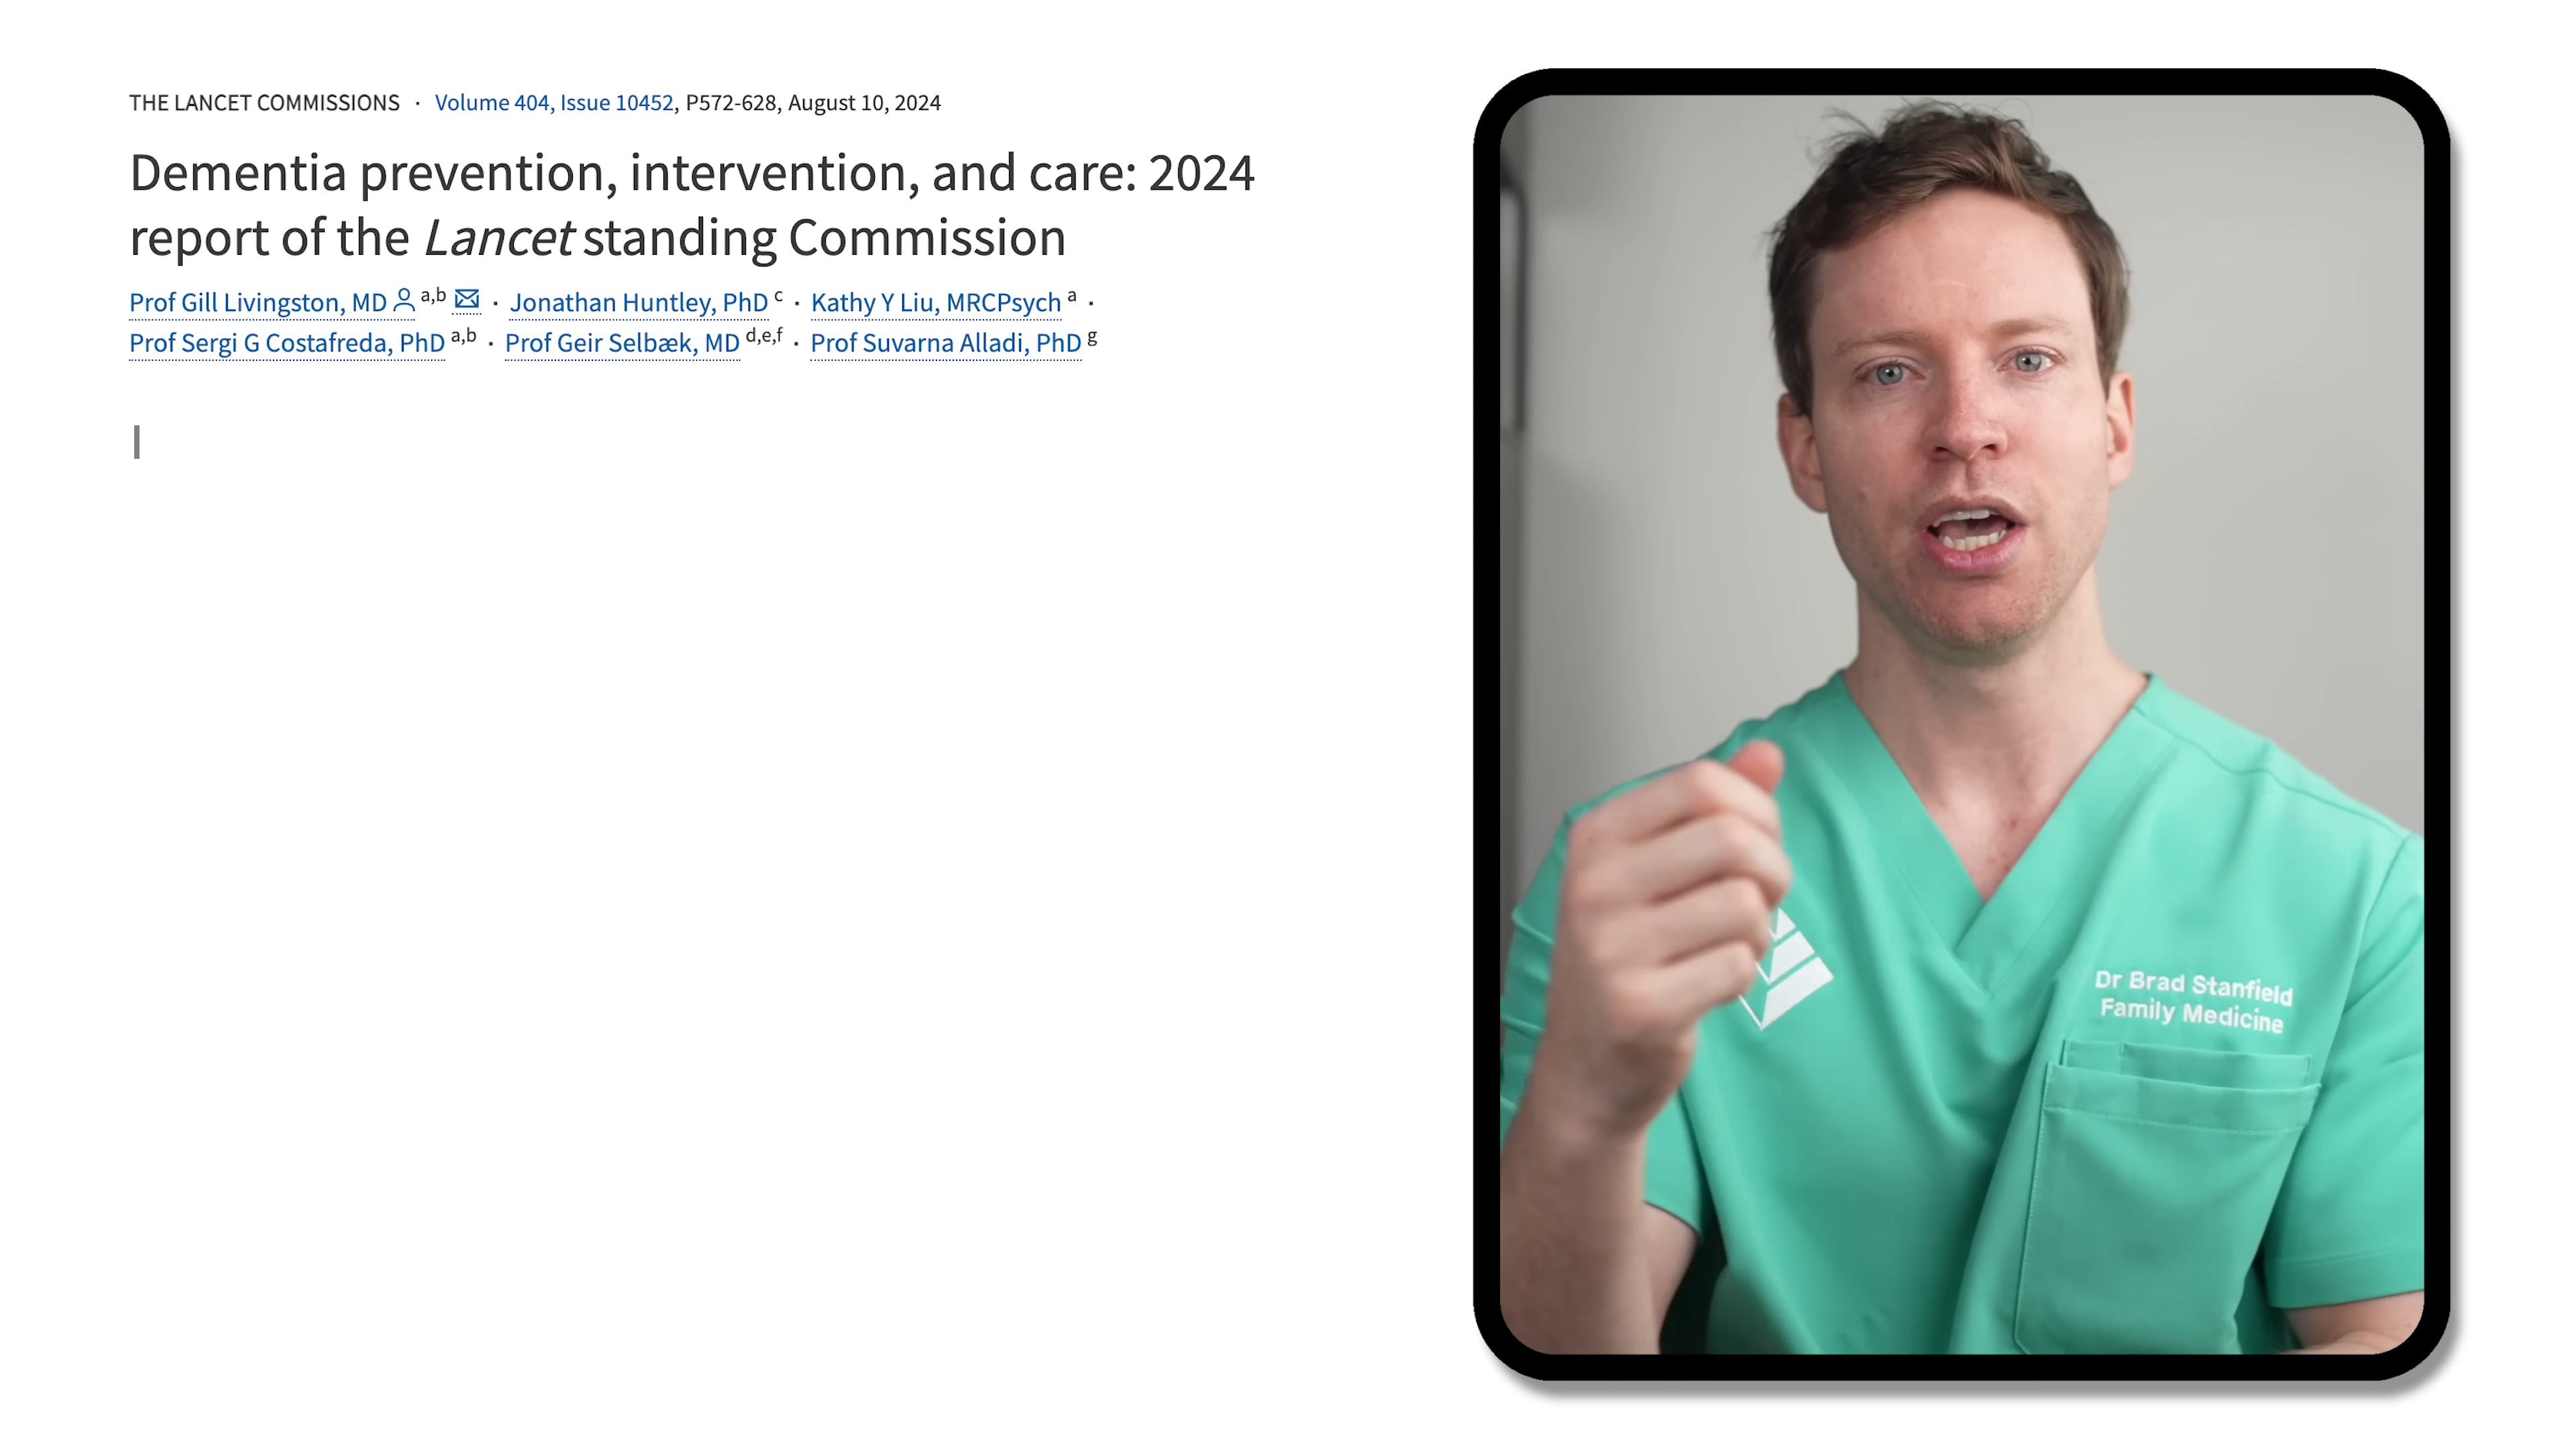 THE LANCET COMMISSIONS · Volume 404, Issue 10452, P572-628, August 10, 2024
Dementia prevention, intervention, and care: 2024
report of the Lancet standing Commission
Prof Gill Livingston, MD a,b · Jonathan Huntley, PhD c · Kathy Y Liu, MRCPsych a ·
Prof Sergi G Costafreda, PhD a,b · Prof Geir Selbæk, MD d,e,f · Prof Suvarna Alladi, PhD g
Dr Brad Stanfield
Family Medicine